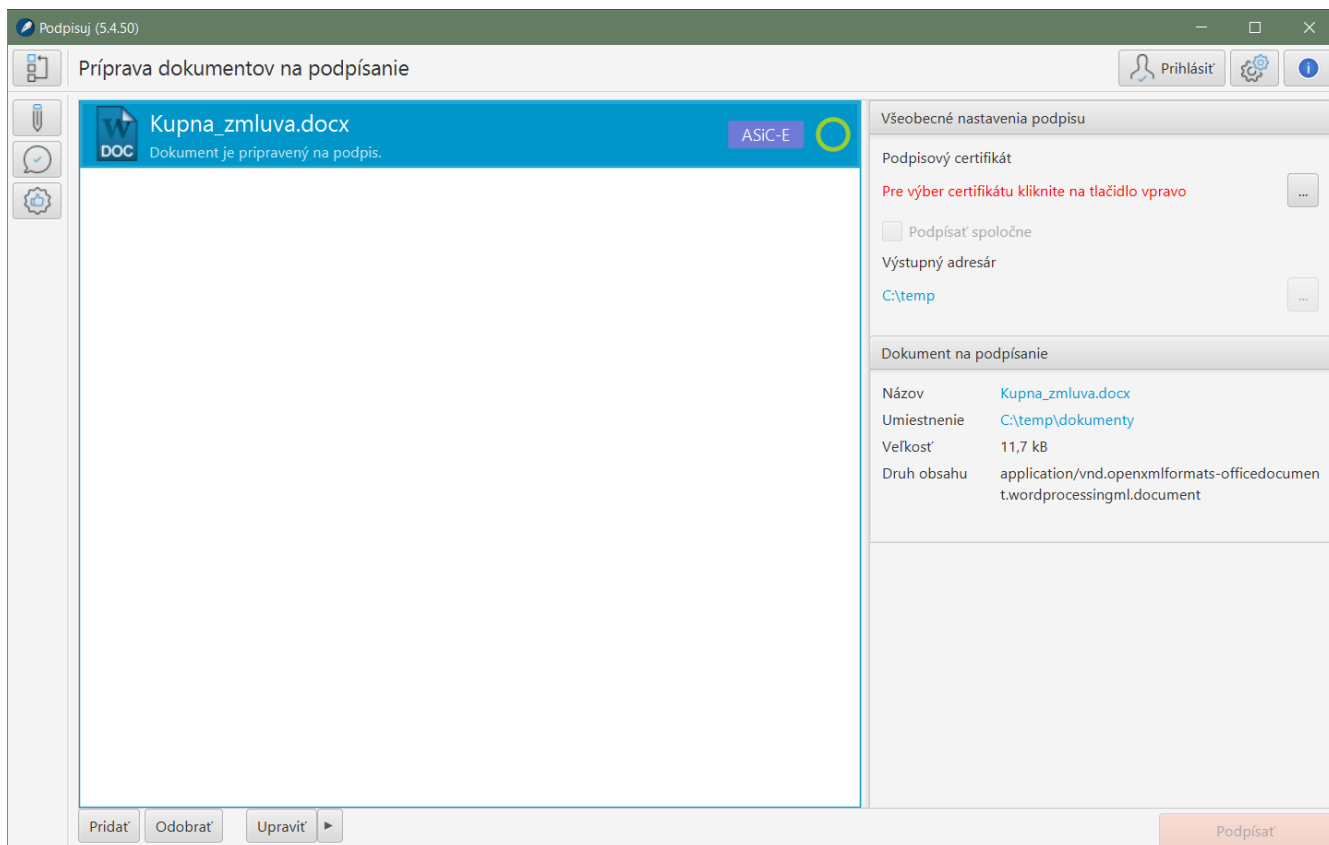 Podpisuj (5.4.50)
Príprava dokumentov na podpísanie
Prihlásiť
Kupna_zmluva.docx
DOC
Dokument je pripravený na podpis.
ASiC-E
Všeobecné nastavenia podpisu
Podpisový certifikát
Pre výber certifikátu kliknite na tlačidlo vpravo
...
Podpísať spoločne
Výstupný adresár
C:\temp
...
Dokument na podpísanie
Názov Kupna_zmluva.docx
Umiestnenie C:\temp\dokumenty
Veľkosť 11,7 kB
Druh obsahu application/vnd.openxmlformats-officedocumen
t.wordprocessingml.document
Pridať Odobrať Upraviť
Podpísať